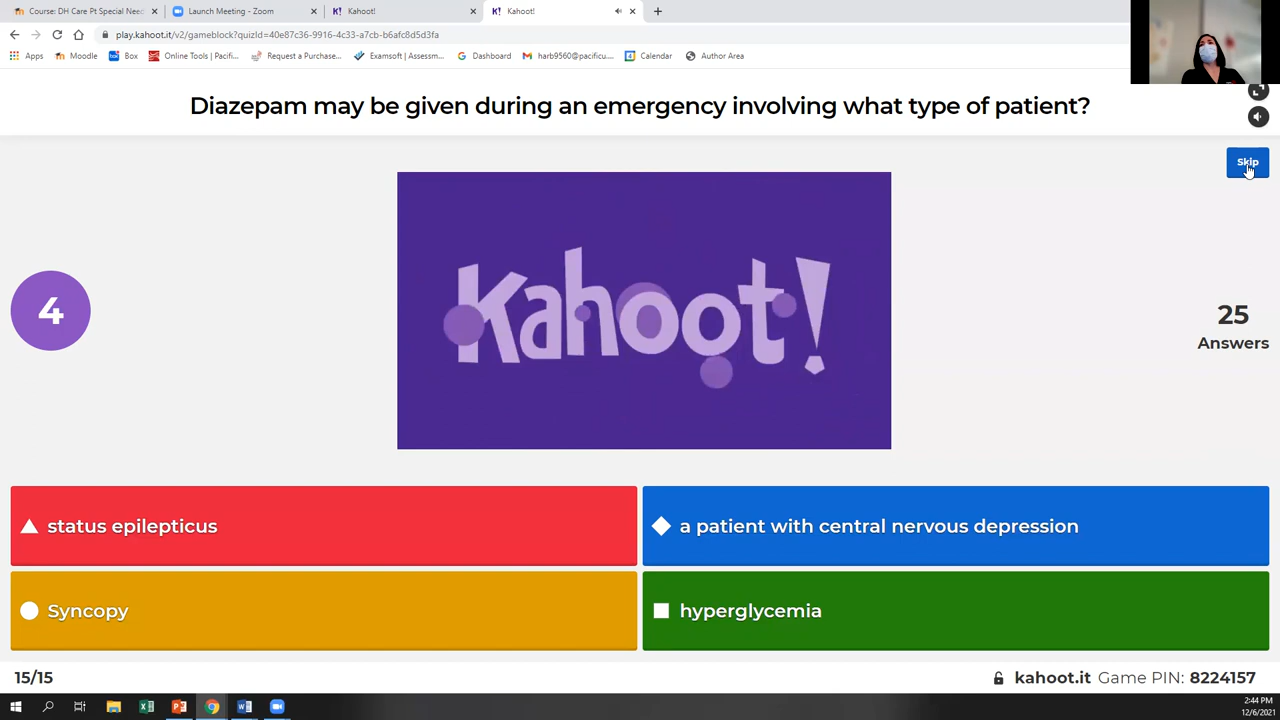 Course: DH Care Pt Special Need
Launch Meeting - Zoom
Kahoot!
Kahoot!
play.kahoot.it/v2/gameblock?quizId=40e87c36-9916-4c33-a7cb-b6afc8d5d3fa
Apps Moodle Box Online Tools | Pacifi... Request a Purchase... Examsoft | Assessm... Dashboard harb9560@pacificu... Calendar Author Area
Diazepam may be given during an emergency involving what type of patient?
Skip
Kahoot!
4
25
Answers
status epilepticus
a patient with central nervous depression
Syncopy
hyperglycemia
15/15
kahoot.it Game PIN: 8224157
2:44 PM
12/6/2021